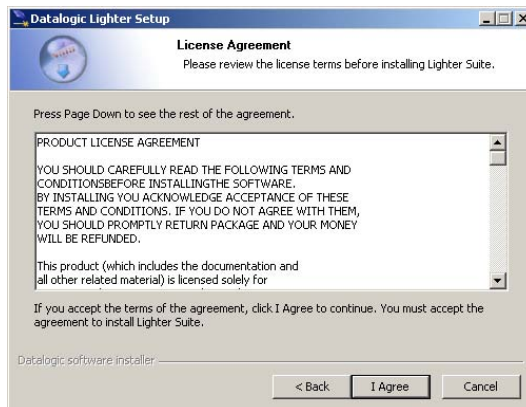 Datalogic Lighter Setup
License Agreement
Please review the license terms before installing Lighter Suite.
Press Page Down to see the rest of the agreement.
PRODUCT LICENSE AGREEMENT
YOU SHOULD CAREFULLY READ THE FOLLOWING TERMS AND
CONDITIONSBEFORE INSTALLINGTHE SOFTWARE.
BY INSTALLING YOU ACKNOWLEDGE ACCEPTANCE OF THESE
TERMS AND CONDITIONS. IF YOU DO NOT AGREE WITH THEM,
YOU SHOULD PROMPTLY RETURN PACKAGE AND YOUR MONEY
WILL BE REFUNDED.
This product (which includes the documentation and
all other related material) is licensed solely for
If you accept the terms of the agreement, click I Agree to continue. You must accept the
agreement to install Lighter Suite.
Datalogic software installer
< Back
I Agree
Cancel